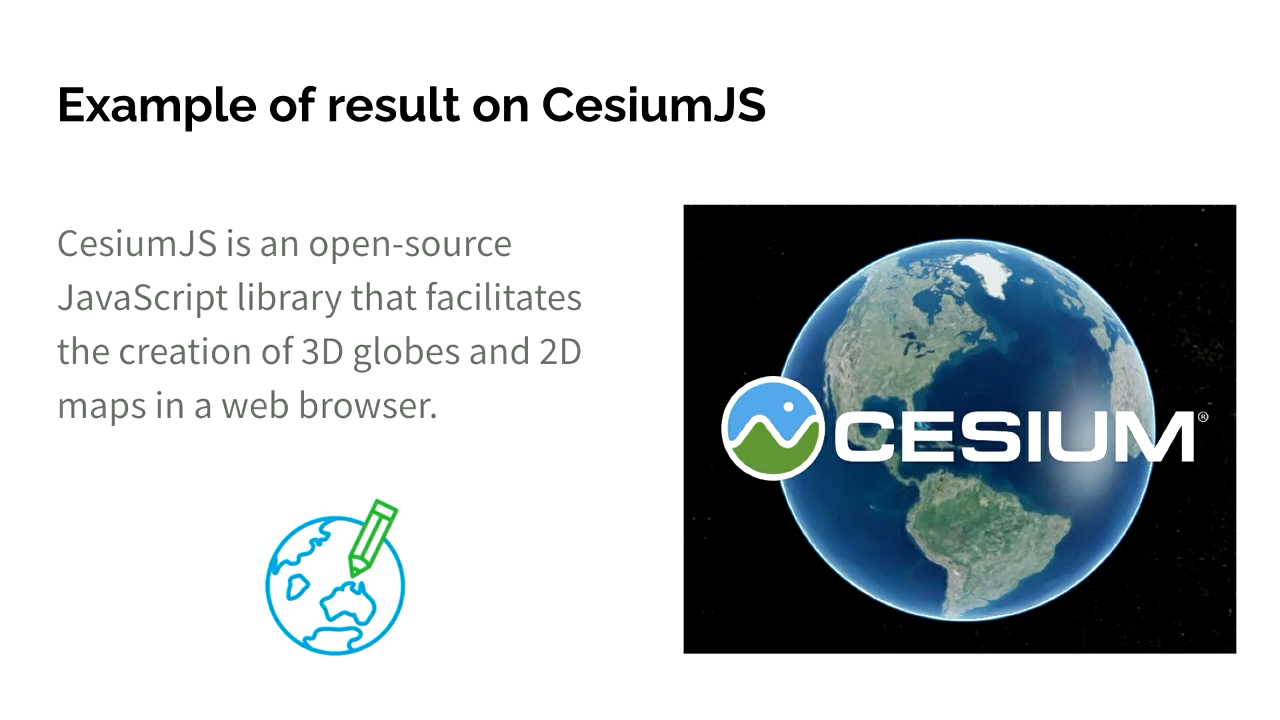 Example of result on CesiumJS
CesiumJS is an open-source
JavaScript library that facilitates
the creation of 3D globes and 2D
maps in a web browser.
CESIUM®